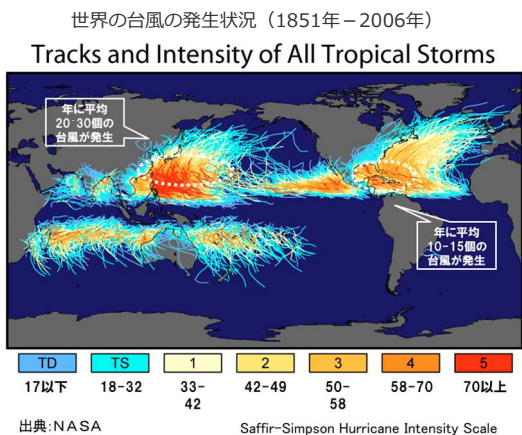 世界の台風の発生状況（1851年－2006年）
Tracks and Intensity of All Tropical Storms
年に平均
20-30個の
台風が発生
年に平均
10-15個の
台風が発生
TD TS 1 2 3 4 5
17以下 18-32 33-42 42-49 50-58 58-70 70以上
出典:NASA Saffir-Simpson Hurricane Intensity Scale